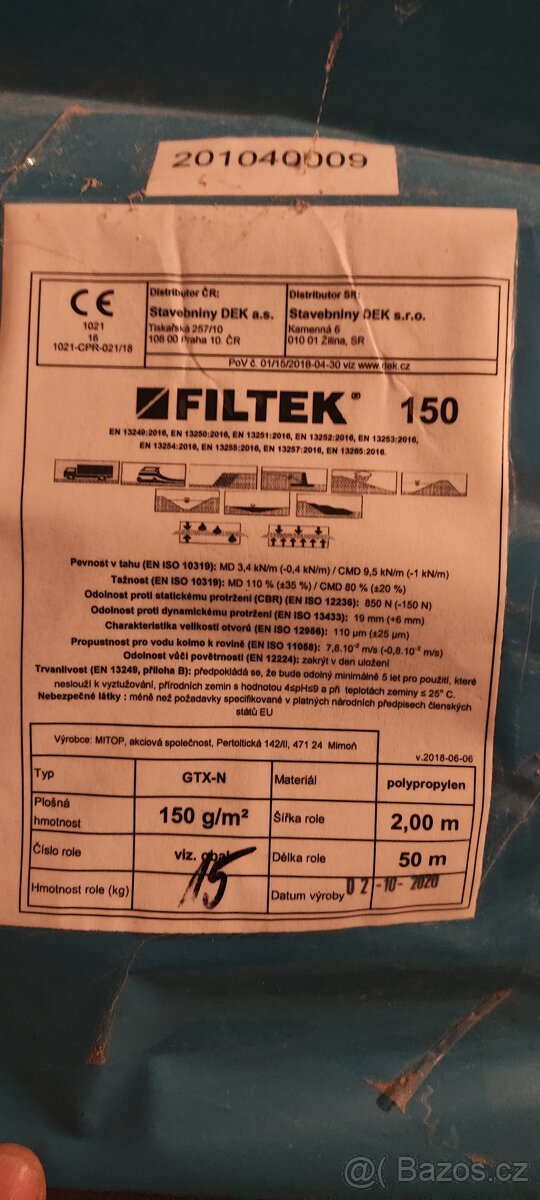 201040009
CE
1021
16
1021-CPR-021/18
Distributor ČR:
Stavebniny DEK a.s.
Tiskařská 257/10
108 00 Praha 10. ČR
Distributor SR:
Stavebniny DEK s.r.o.
Kamenná 6
010 01 Žilina, SR
PoV č. 01/15/2018-04-30 viz www.dek.cz
FILTEK® 150
EN 13249:2016, EN 13250:2016, EN 13251:2016, EN 13252:2016, EN 13253:2016,
EN 13254:2016, EN 13255:2016, EN 13257:2016, EN 13265:2016.
Pevnost v tahu (EN ISO 10319): MD 3,4 kN/m (-0,4 kN/m) / CMD 9,5 kN/m (-1 kN/m)
Tažnost (EN ISO 10319): MD 110 % (±35 %) / CMD 80 % (±20 %)
Odolnost proti statickému protržení (CBR) (EN ISO 12236): 850 N (-150 N)
Odolnost proti dynamickému protržení (EN ISO 13433): 19 mm (+6 mm)
Charakteristika velikosti otvorů (EN ISO 12956): 110 µm (±25 µm)
Propustnost pro vodu kolmo k rovině (EN ISO 11058): 7,8.10⁻² m/s (-0,8.10⁻² m/s)
Odolnost vůči povětrnosti (EN 12224): zakrýt v den uložení
Trvanlivost (EN 13249, příloha B): předpokládá se, že bude odolný minimálně 5 let pro použití, které
neslouží k vyztužování, přírodních zemin s hodnotou 4≤pH≤9 a při teplotách zeminy ≤ 25° C.
Nebezpečné látky : méně než požadavky specifikované v platných národních předpisech členských
států EU
Výrobce: MITOP, akciová společnost, Pertoltická 142/II, 471 24 Mimoň
v.2018-06-06
Typ GTX-N Materiál polypropylen
Plošná hmotnost 150 g/m² Šířka role 2,00 m
Číslo role viz. obal Délka role 50 m
Hmotnost role (kg) 15 Datum výroby 02-10-2020
@ Bazos.cz